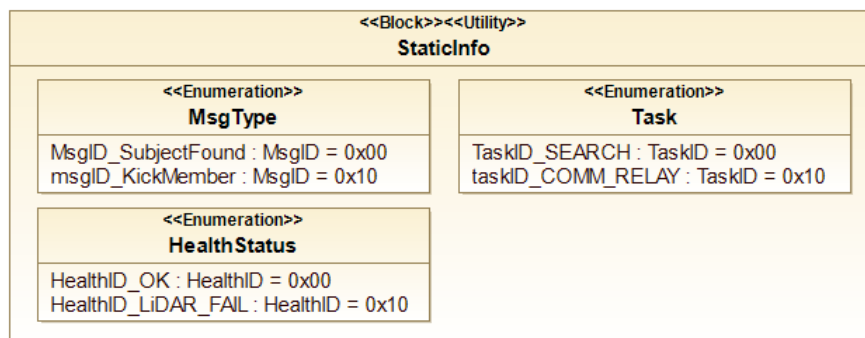 <<Block>><<Utility>>
StaticInfo
<<Enumeration>>
MsgType
MsgID_SubjectFound : MsgID = 0x00
msgID_KickMember : MsgID = 0x10
<<Enumeration>>
Task
TaskID_SEARCH : TaskID = 0x00
taskID_COMM_RELAY : TaskID = 0x10
<<Enumeration>>
HealthStatus
HealthID_OK : HealthID = 0x00
HealthID_LiDAR_FAIL : HealthID = 0x10